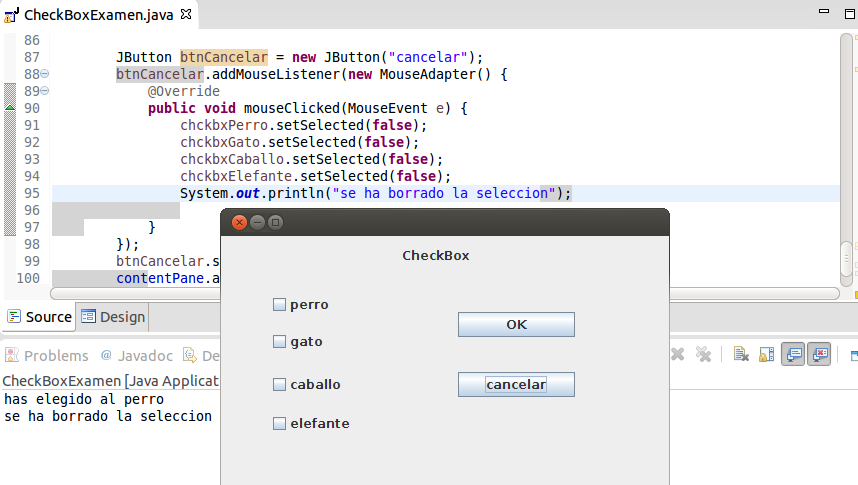 CheckBoxExamen.java
86
87 JButton btnCancelar = new JButton("cancelar");
88 btnCancelar.addMouseListener(new MouseAdapter() {
89 @Override
90 public void mouseClicked(MouseEvent e) {
91 chckbxPerro.setSelected(false);
92 chckbxGato.setSelected(false);
93 chckbxCaballo.setSelected(false);
94 chckbxElefante.setSelected(false);
95 System.out.println("se ha borrado la seleccion");
96
97 }
98 });
99 btnCancelar.s
100 contentPane.a
CheckBox
perro
OK
gato
caballo
cancelar
elefante
Source Design
Problems @ Javadoc De
CheckBoxExamen [Java Applicat
has elegido al perro
se ha borrado la seleccion